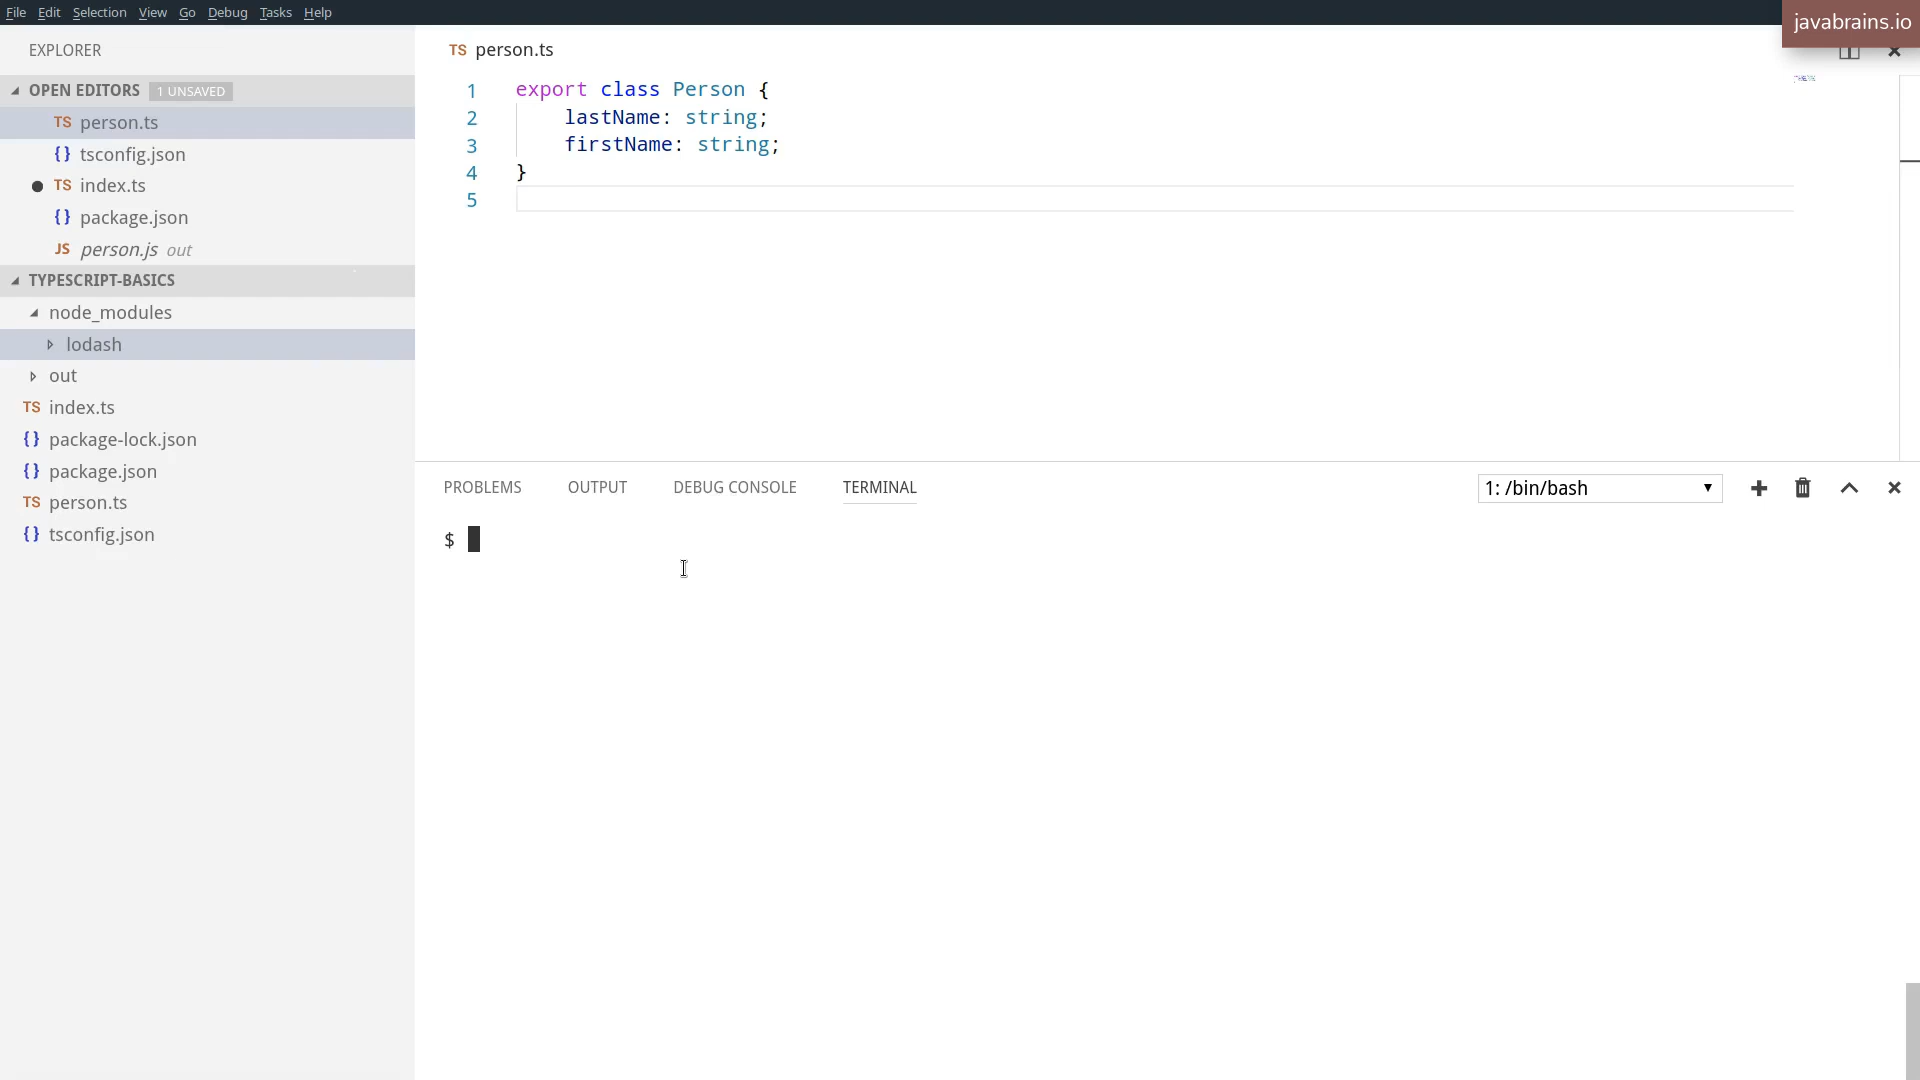 File Edit Selection View Go Debug Tasks Help
javabrains.io
EXPLORER
OPEN EDITORS 1 UNSAVED
TS person.ts
{} tsconfig.json
TS index.ts
{} package.json
JS person.js out
TYPESCRIPT-BASICS
node_modules
lodash
out
TS index.ts
{} package-lock.json
{} package.json
TS person.ts
{} tsconfig.json
TS person.ts
1 export class Person {
2 lastName: string;
3 firstName: string;
4 }
5
PROBLEMS OUTPUT DEBUG CONSOLE TERMINAL 1: /bin/bash
$